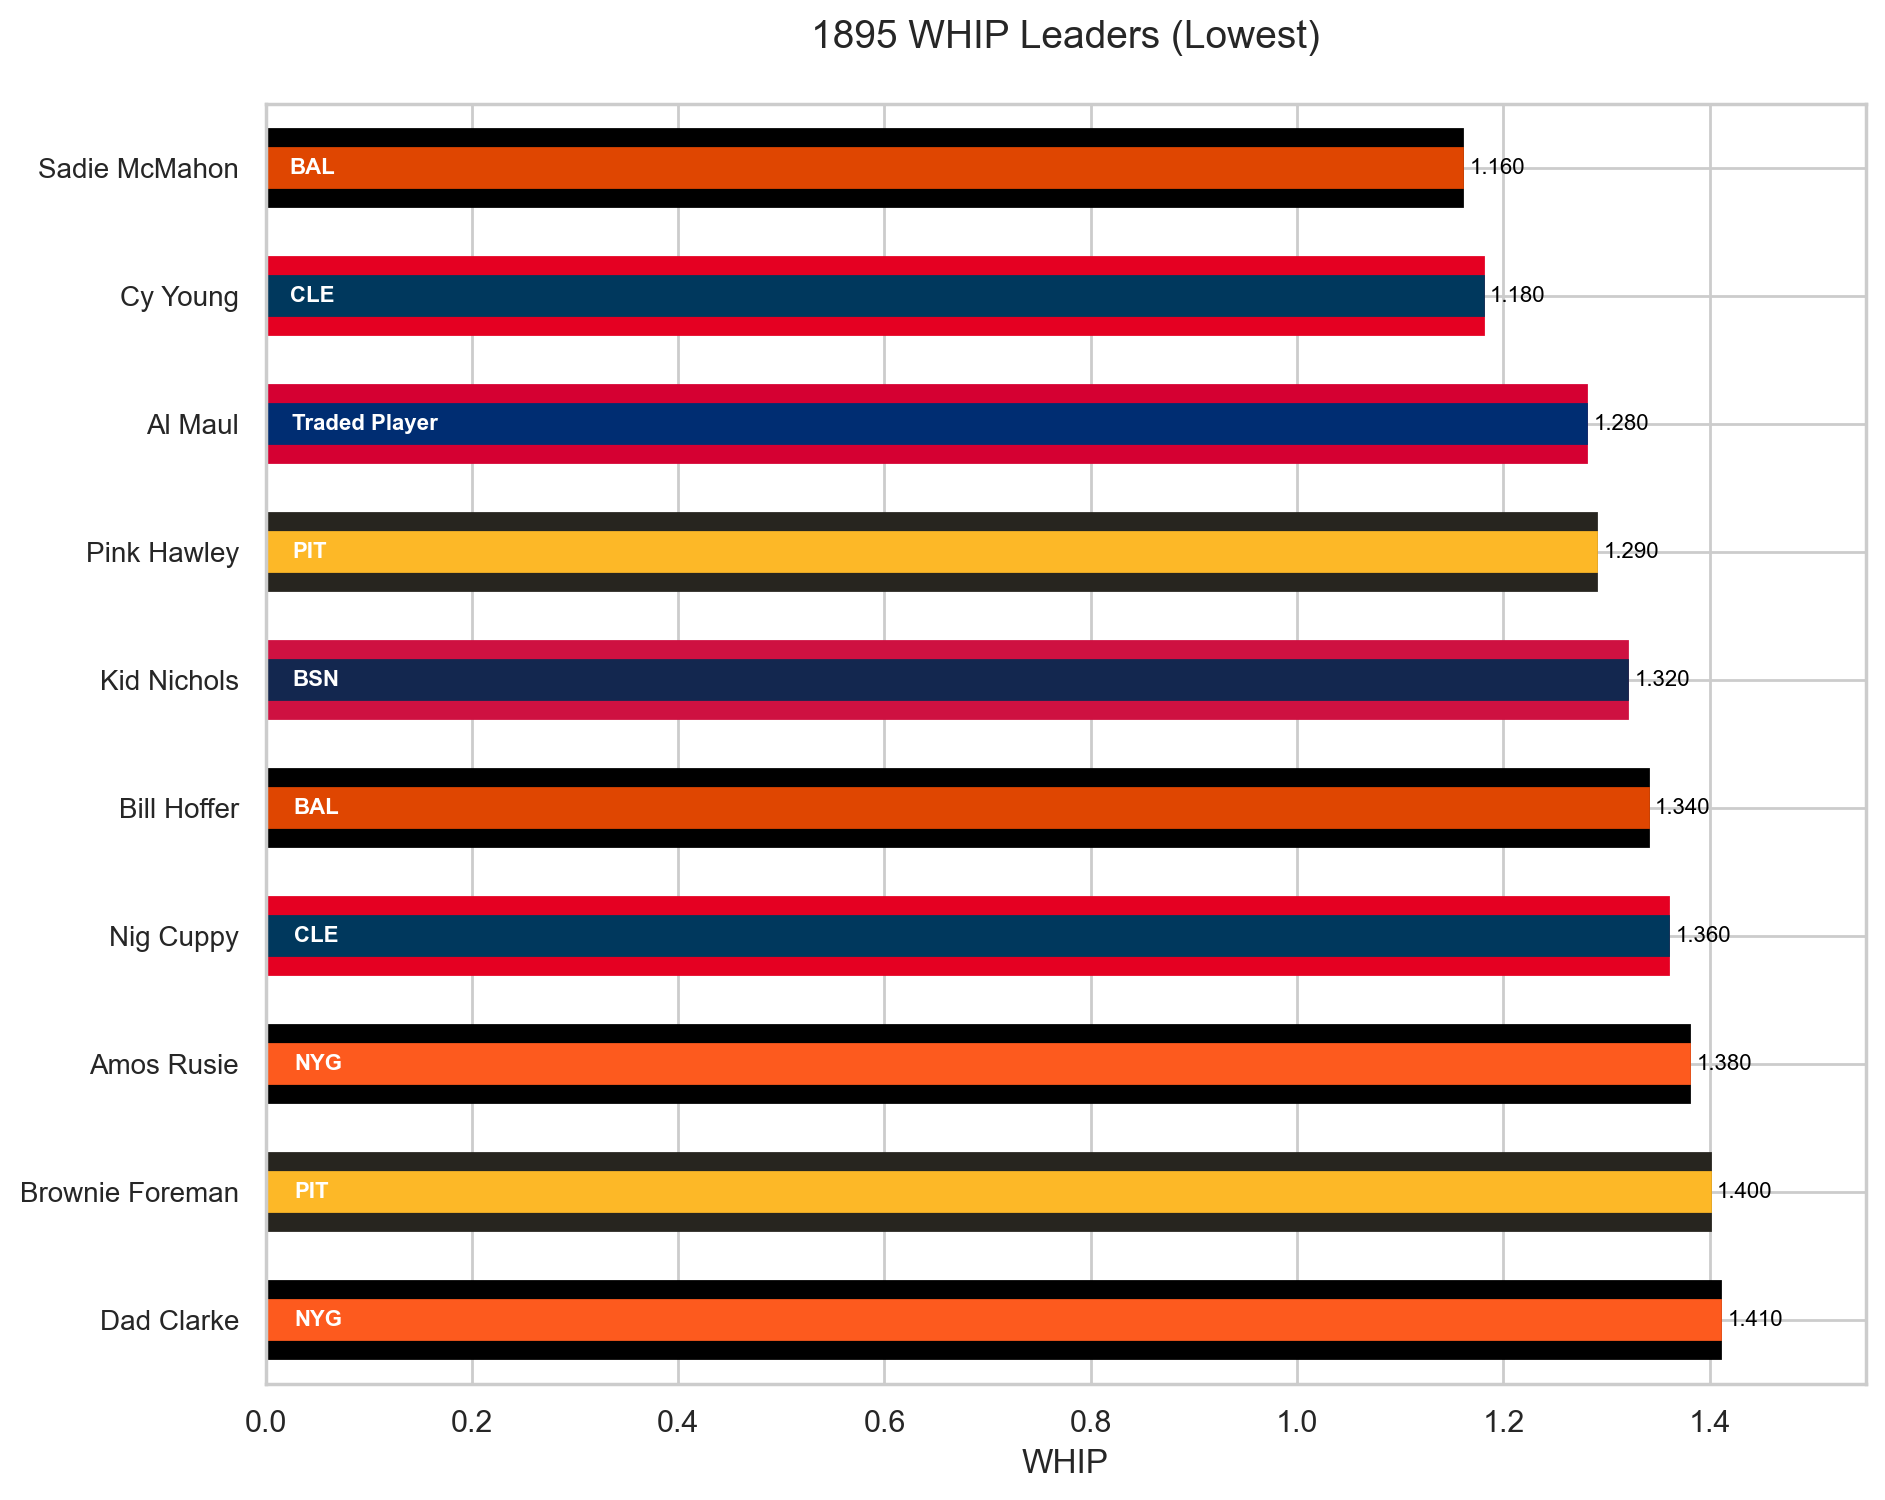 1895 WHIP Leaders (Lowest)
Sadie McMahon
BAL
1.160
Cy Young
CLE
1.180
Al Maul
Traded Player
1.280
Pink Hawley
PIT
1.290
Kid Nichols
BSN
1.320
Bill Hoffer
BAL
1.340
Nig Cuppy
CLE
1.360
Amos Rusie
NYG
1.380
Brownie Foreman
PIT
1.400
Dad Clarke
NYG
1.410
0.0 0.2 0.4 0.6 0.8 1.0 1.2 1.4
WHIP